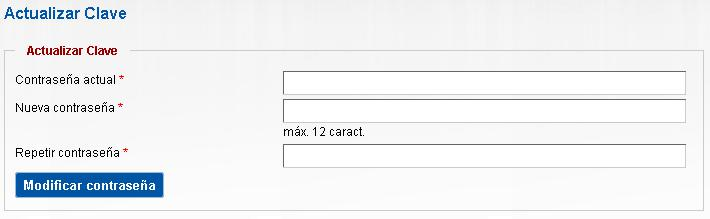 Actualizar Clave
Actualizar Clave
Contraseña actual *
Nueva contraseña *
máx. 12 caract.
Repetir contraseña *
Modificar contraseña